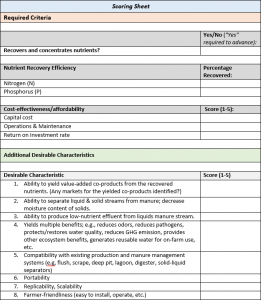 Scoring Sheet
Required Criteria
Yes/No ("Yes"
required to advance):
Recovers and concentrates nutrients?
Nutrient Recovery Efficiency
Percentage
Recovered:
Nitrogen (N)
Phosphorus (P)
Cost-effectiveness/affordability
Score (1-5):
Capital cost
Operations & Maintenance
Return on investment rate
Additional Desirable Characteristics
Desirable Characteristic
Score (1-5)
1. Ability to yield value-added co-products from the recovered
nutrients. (Any markets for the yielded co-products identified?)
2. Ability to separate liquid & solid streams from manure; decrease
moisture content of solids.
3. Ability to produce low-nutrient effluent from liquids manure stream.
4. Yields multiple benefits; e.g., reduces odors, reduces pathogens,
protects/restores water quality, reduces GHG emission, provides
other ecosystem benefits, generates reusable water for on-farm use,
etc.
5. Compatibility with existing production and manure management
systems (e.g, flush, scrape, deep pit, lagoon, digester, solid-liquid
separators)
6. Portability
7. Replicability, Scalability
8. Farmer-friendliness (easy to install, operate, etc.)